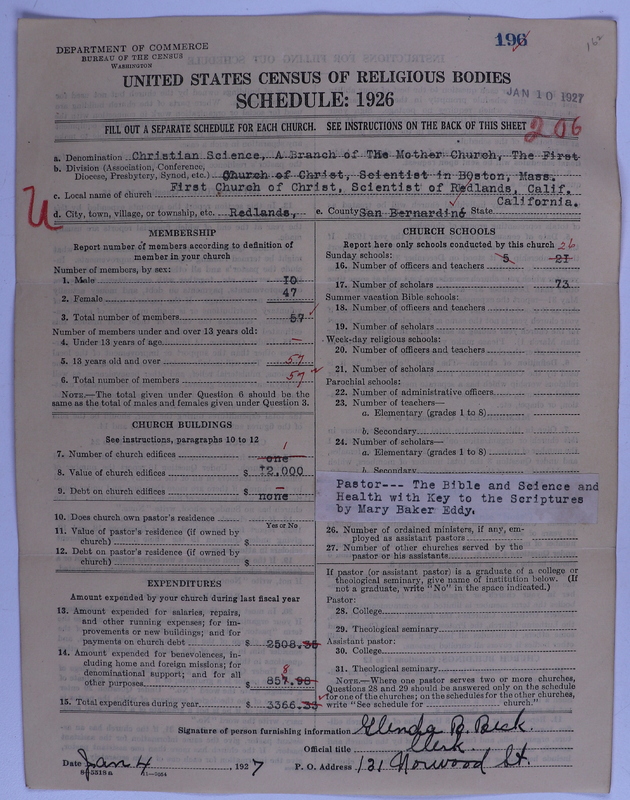 DEPARTMENT OF COMMERCE
BUREAU OF THE CENSUS
WASHINGTON
196
162
UNITED STATES CENSUS OF RELIGIOUS BODIES
SCHEDULE: 1926
JAN 10 1927
FILL OUT A SEPARATE SCHEDULE FOR EACH CHURCH. SEE INSTRUCTIONS ON THE BACK OF THIS SHEET
206
a. Denomination Christian Science, A Branch of The Mother Church, The First
b. Division (Association, Conference,
Diocese, Presbytery, Synod, etc.) Church of Christ, Scientist in Boston, Mass.
c. Local name of church First Church of Christ, Scientist of Redlands, Calif.
d. City, town, village, or township, etc. Redlands, e. County San Bernardino State California.
MEMBERSHIP
Report number of members according to definition of
member in your church
Number of members, by sex:
1. Male 10
2. Female 47
3. Total number of members 57
Number of members under and over 13 years old:
4. Under 13 years of age —
5. 13 years old and over 57
6. Total number of members 57
NOTE.—The total given under Question 6 should be the
same as the total of males and females given under Question 3.
CHURCH BUILDINGS
See instructions, paragraphs 10 to 12
7. Number of church edifices one 1
8. Value of church edifices $ 12,000
9. Debt on church edifices $ none —
10. Does church own pastor's residence
Yes or No
11. Value of pastor's residence (if owned by
church) $
12. Debt on pastor's residence (if owned by
church) $
EXPENDITURES
Amount expended by your church during last fiscal year
13. Amount expended for salaries, repairs,
and other running expenses; for im-
provements or new buildings; and for
payments on church debt $ 2508.35
14. Amount expended for benevolences, in-
cluding home and foreign missions; for
denominational support; and for all
other purposes $ 857.98 8
15. Total expenditures during year $ 3366.33
CHURCH SCHOOLS
Report here only schools conducted by this church 26
Sunday schools: 5 21
16. Number of officers and teachers
17. Number of scholars 73
Summer vacation Bible schools:
18. Number of officers and teachers
19. Number of scholars
Week-day religious schools:
20. Number of officers and teachers
21. Number of scholars
Parochial schools:
22. Number of administrative officers
23. Number of teachers—
a. Elementary (grades 1 to 8)
b. Secondary
24. Number of scholars—
a. Elementary (grades 1 to 8)
b. Secondary
Pastor--- The Bible and Science and
Health with Key to the Scriptures
by Mary Baker Eddy.
26. Number of ordained ministers, if any, em-
ployed as assistant pastors
27. Number of other churches served by the
pastor or his assistants
If pastor (or assistant pastor) is a graduate of a college or
theological seminary, give name of institution below. (If
not a graduate, write "No" in the space indicated.)
Pastor:
28. College
29. Theological seminary
Assistant pastor:
30. College
31. Theological seminary
NOTE.—Where one pastor serves two or more churches,
Questions 28 and 29 should be answered only on the schedule
for one of the churches; on the schedules for the other churches,
write "See schedule for church."
Signature of person furnishing information Glenda B. Beck
Official title Clerk
Date Jan 4, 1927 P. O. Address 131 Norwood St.